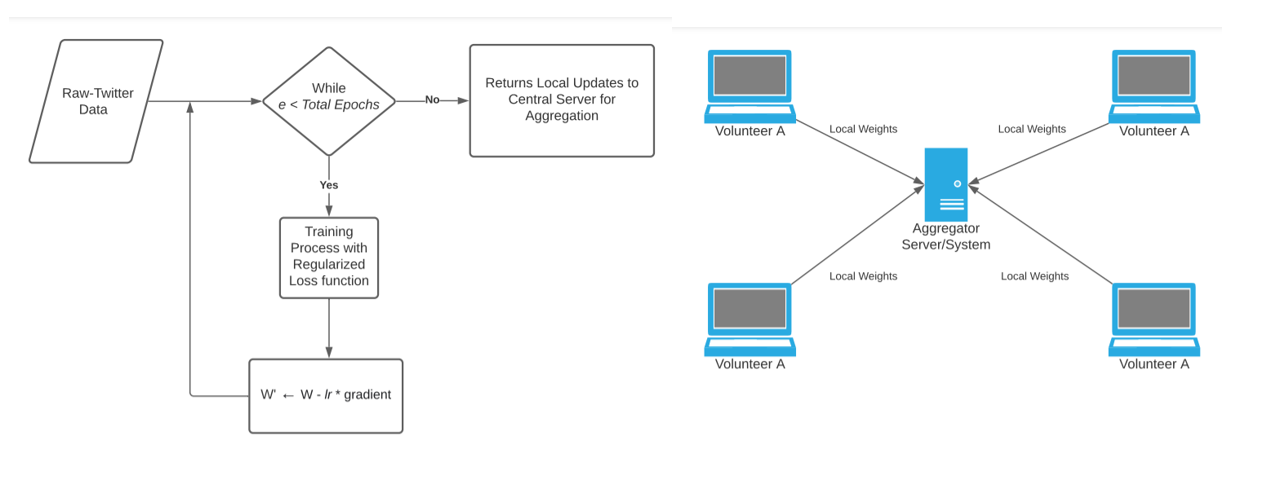 Raw-Twitter
Data
While
e < Total Epochs
No
Returns Local Updates to
Central Server for
Aggregation
Yes
Training
Process with
Regularized
Loss function
W' ← W - lr * gradient
Volunteer A
Local Weights
Local Weights
Volunteer A
Aggregator
Server/System
Local Weights
Local Weights
Volunteer A
Volunteer A